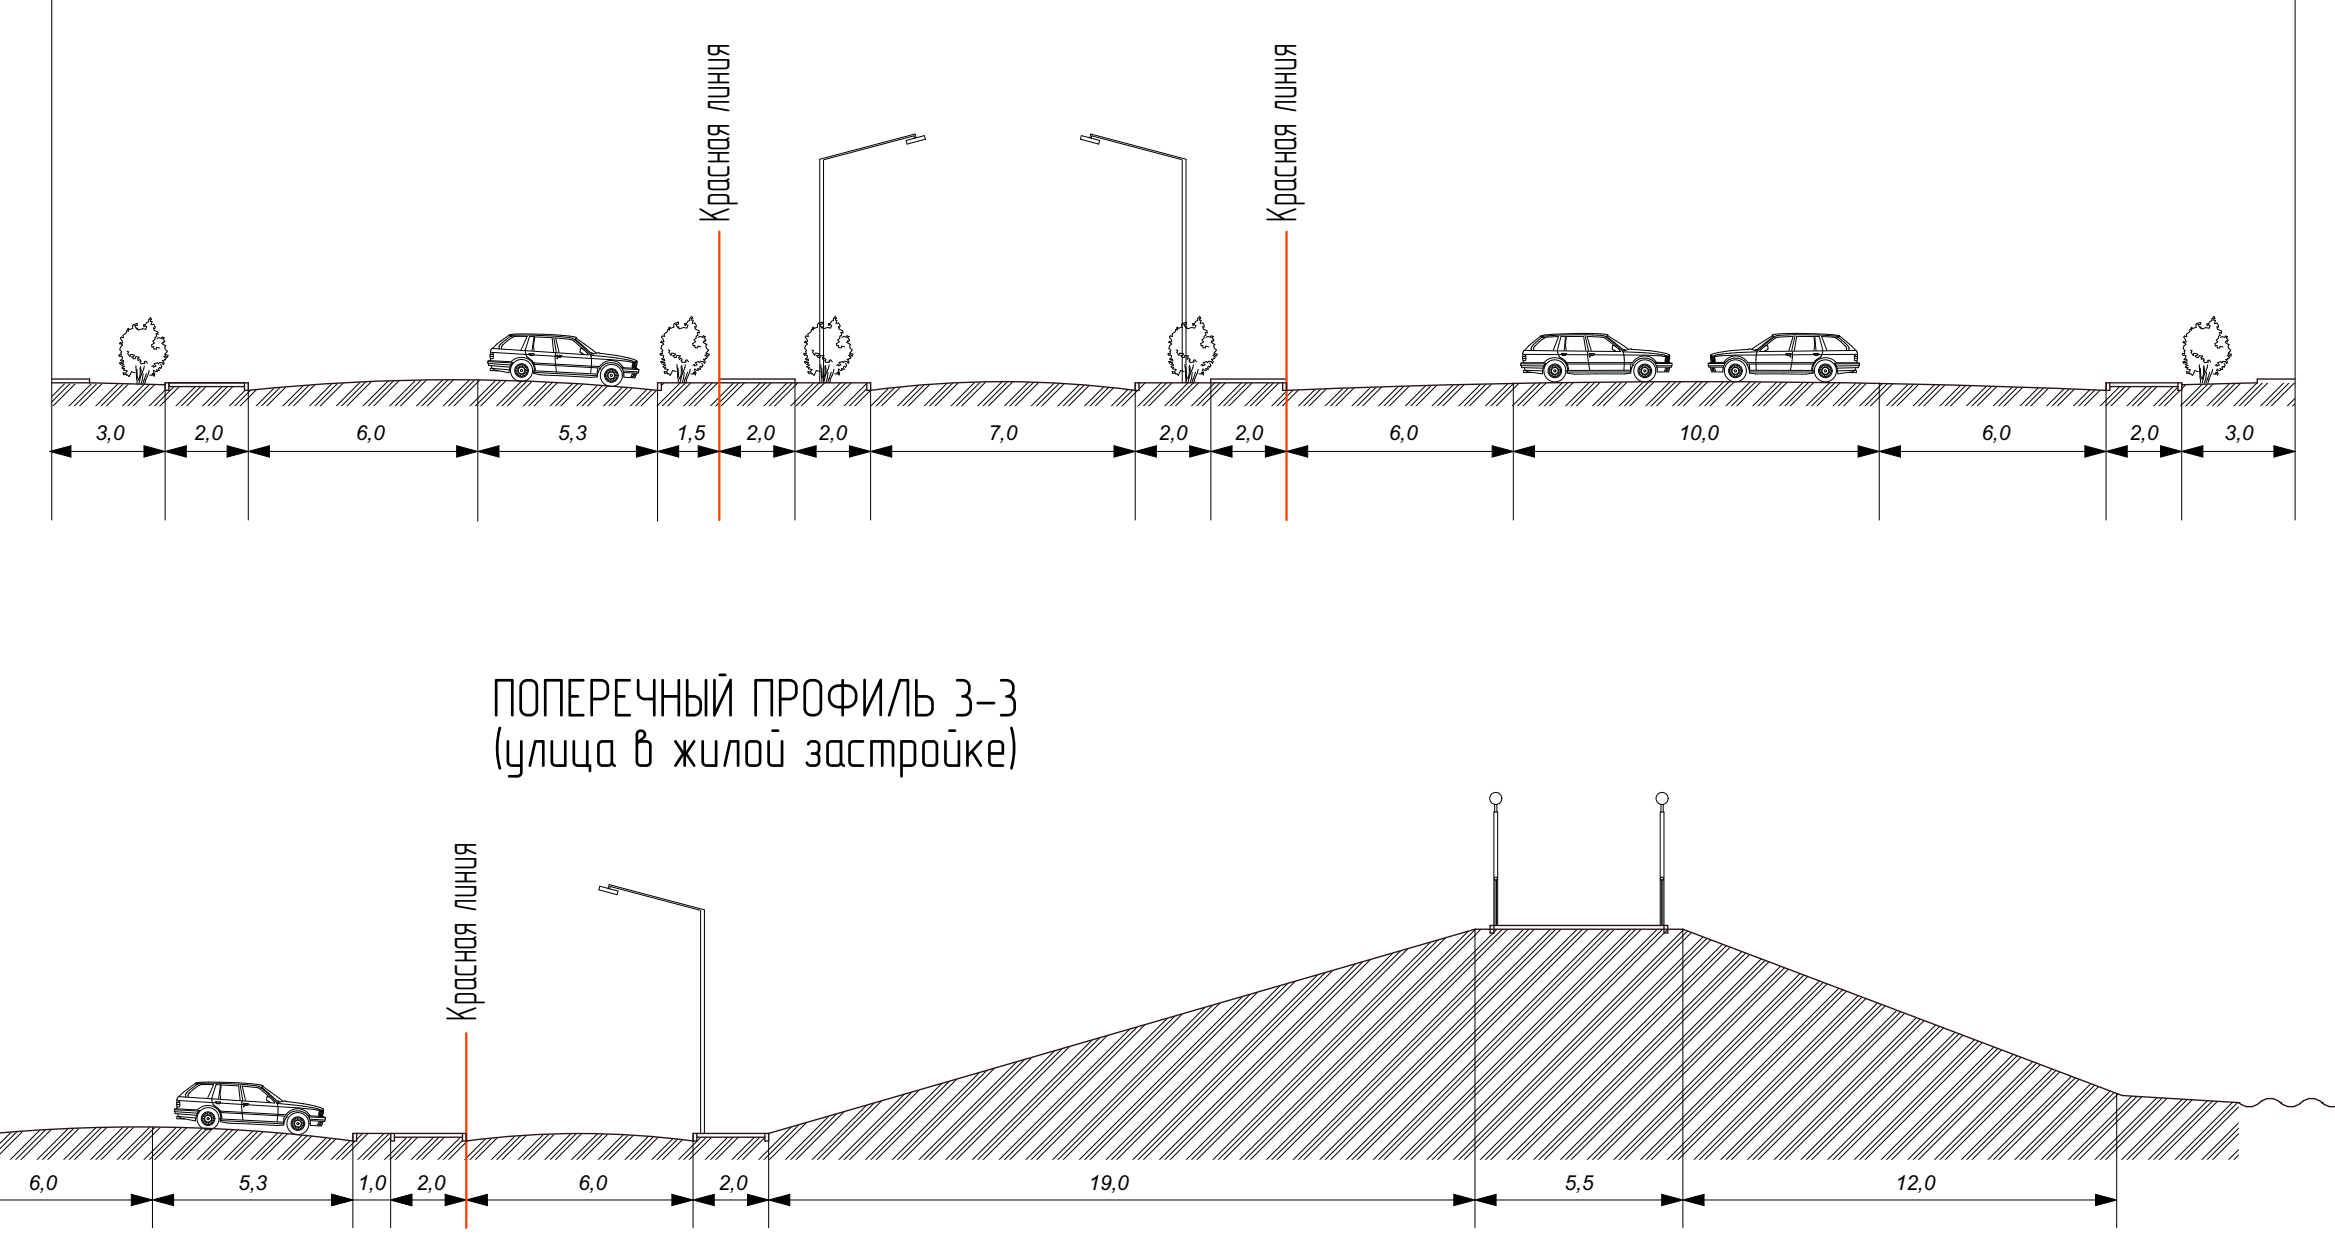 Красная линия
Красная линия
3,0 2,0 6,0 5,3 1,5 2,0 2,0 7,0 2,0 2,0 6,0 10,0 6,0 2,0 3,0
ПОПЕРЕЧНЫЙ ПРОФИЛЬ 3-3
(улица в жилой застройке)
Красная линия
6,0 5,3 1,0 2,0 6,0 2,0 19,0 5,5 12,0